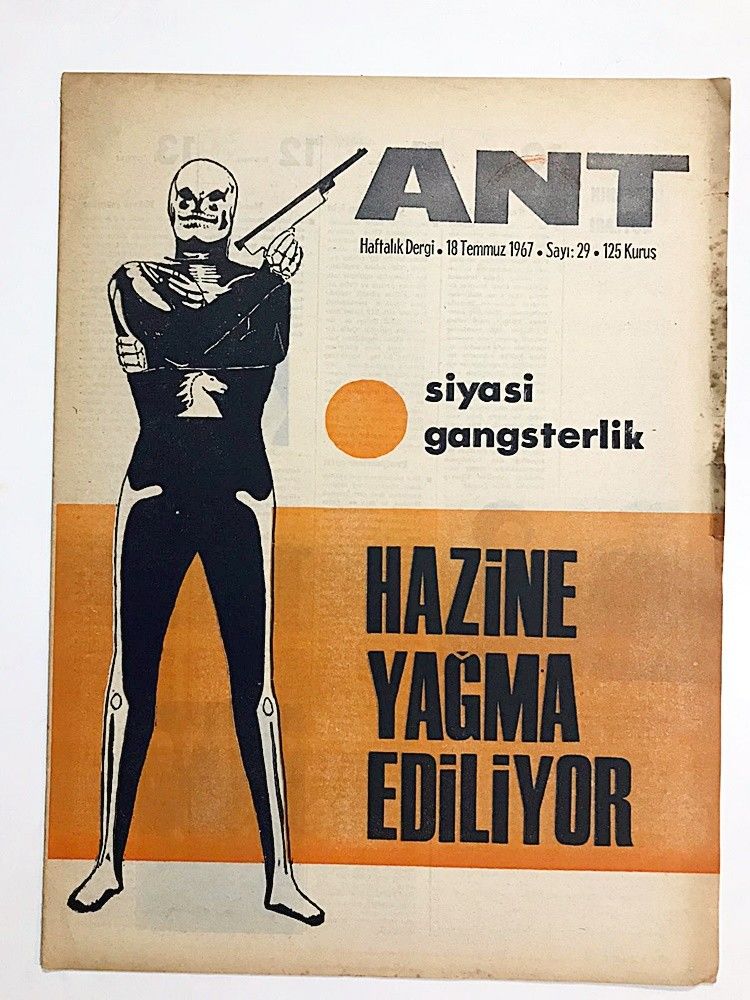 ANT
Haftalık Dergi • 18 Temmuz 1967 • Sayı: 29 • 125 Kuruş
siyasi
gangsterlik
HAZİNE
YAĞMA
EDİLİYOR